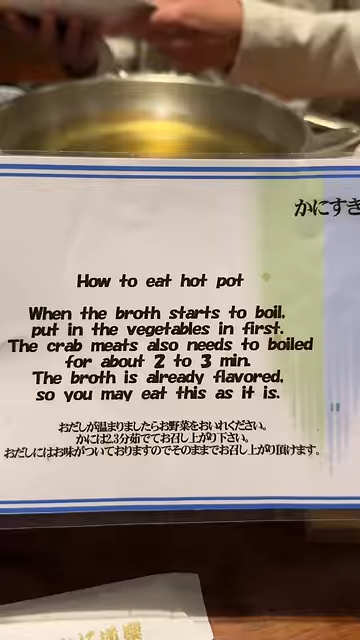 かにすき
How to eat hot pot
When the broth starts to boil,
put in the vegetables in first.
The crab meats also needs to boiled
for about 2 to 3 min.
The broth is already flavored,
so you may eat this as it is.
おだしが温まりましたらお野菜をおいれください。
かには2.3分茹でてお召し上がり下さい。
おだしにはお味がついておりますのでそのままでお召し上がり頂けます。